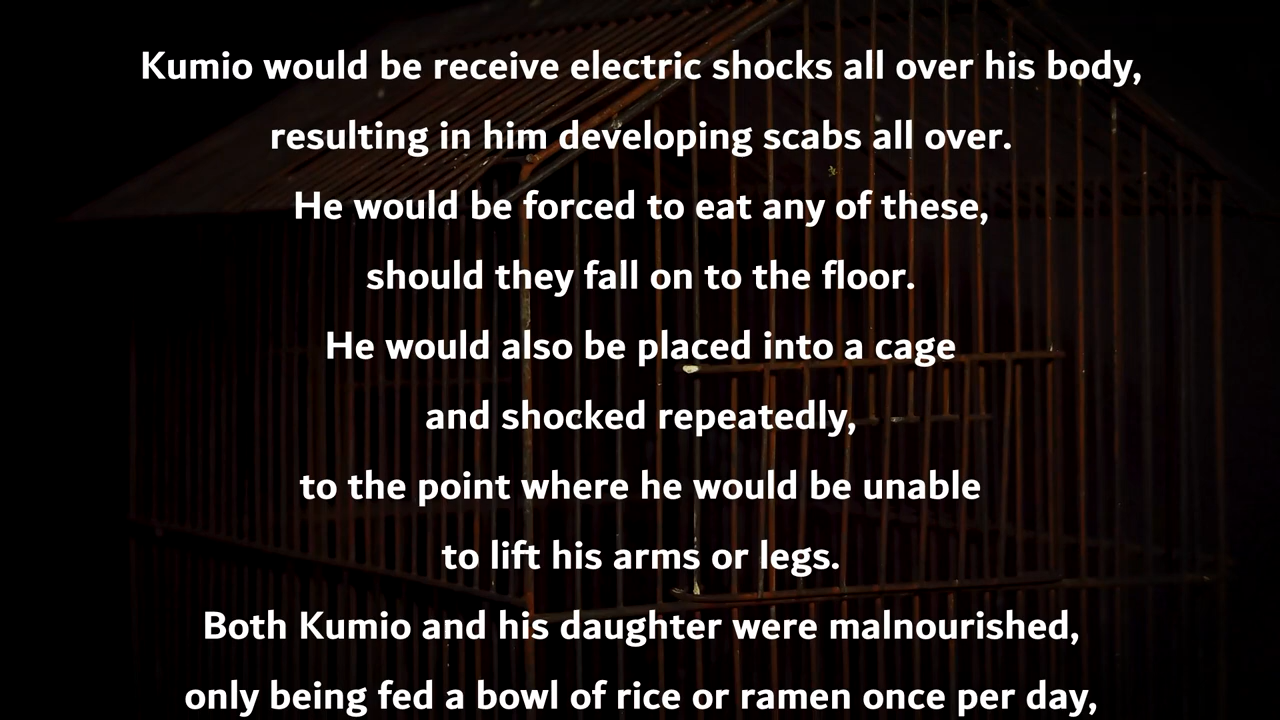 Kumio would be receive electric shocks all over his body,
resulting in him developing scabs all over.
He would be forced to eat any of these,
should they fall on to the floor.
He would also be placed into a cage
and shocked repeatedly,
to the point where he would be unable
to lift his arms or legs.
Both Kumio and his daughter were malnourished,
only being fed a bowl of rice or ramen once per day,